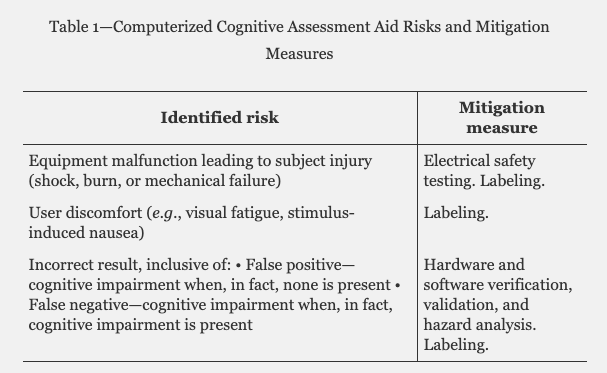 Table 1—Computerized Cognitive Assessment Aid Risks and Mitigation
Measures
Identified risk
Mitigation
measure
Equipment malfunction leading to subject injury
(shock, burn, or mechanical failure)
Electrical safety
testing. Labeling.
User discomfort (e.g., visual fatigue, stimulus-
induced nausea)
Labeling.
Incorrect result, inclusive of: • False positive—
cognitive impairment when, in fact, none is present •
False negative—cognitive impairment when, in fact,
cognitive impairment is present
Hardware and
software verification,
validation, and
hazard analysis.
Labeling.